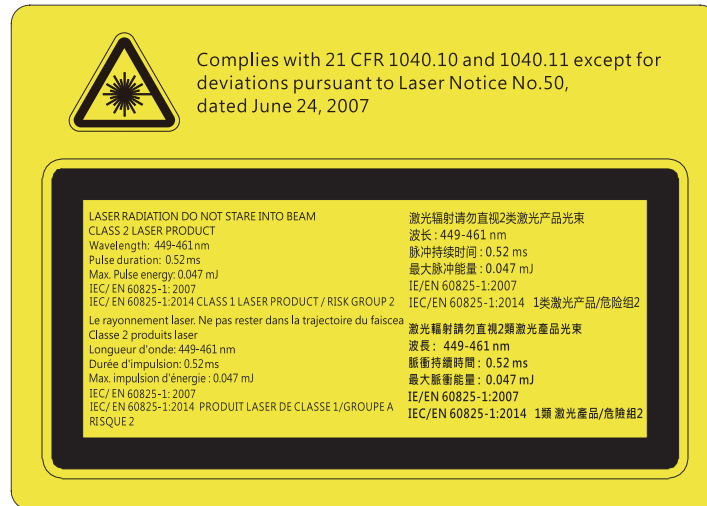 Complies with 21 CFR 1040.10 and 1040.11 except for
deviations pursuant to Laser Notice No.50,
dated June 24, 2007
LASER RADIATION DO NOT STARE INTO BEAM
CLASS 2 LASER PRODUCT
Wavelength: 449-461nm
Pulse duration: 0.52ms
Max. Pulse energy: 0.047 mJ
IEC/ EN 60825-1: 2007
IEC/ EN 60825-1:2014 CLASS 1 LASER PRODUCT / RISK GROUP 2
Le rayonnement laser. Ne pas rester dans la trajectoire du faiscea
Classe 2 produits laser
Longueur d'onde: 449-461 nm
Durée d'impulsion: 0.52ms
Max. impulsion d'énergie : 0.047 mJ
IEC/ EN 60825-1: 2007
IEC/ EN 60825-1:2014 PRODUIT LASER DE CLASSE 1/GROUPE A
RISQUE 2
激光辐射请勿直视2类激光产品光束
波长 : 449-461 nm
脉冲持续时间 : 0.52 ms
最大脉冲能量 : 0.047 mJ
IE/EN 60825-1:2007
IEC/EN 60825-1:2014 1类激光产品/危险组2
激光輻射請勿直視2類激光產品光束
波長 : 449-461 nm
脈衝持續時間 : 0.52 ms
最大脈衝能量 : 0.047 mJ
IE/EN 60825-1:2007
IEC/EN 60825-1:2014 1類 激光產品/危險組2